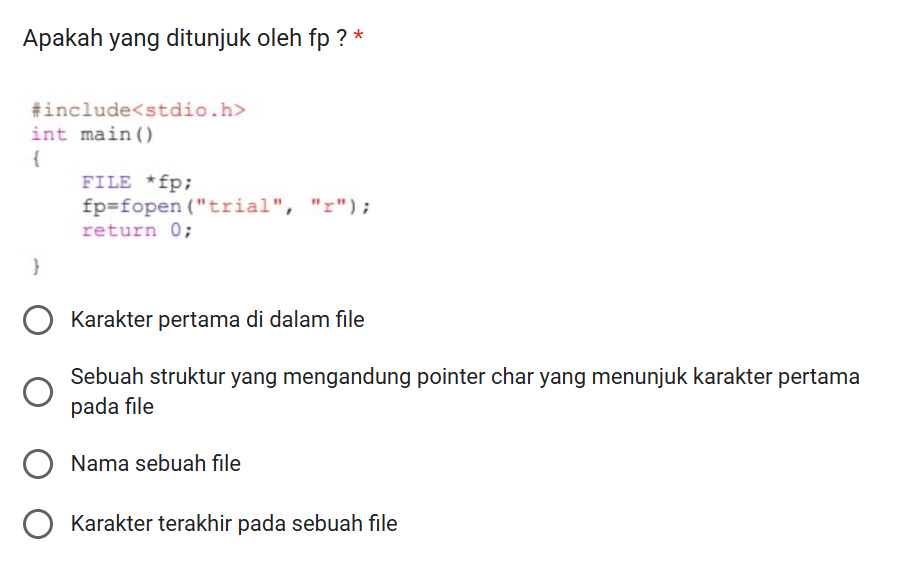 Apakah yang ditunjuk oleh fp ? *
#include<stdio.h>
int main()
{
FILE *fp;
fp=fopen("trial", "r");
return 0;
}
Karakter pertama di dalam file
Sebuah struktur yang mengandung pointer char yang menunjuk karakter pertama
pada file
Nama sebuah file
Karakter terakhir pada sebuah file